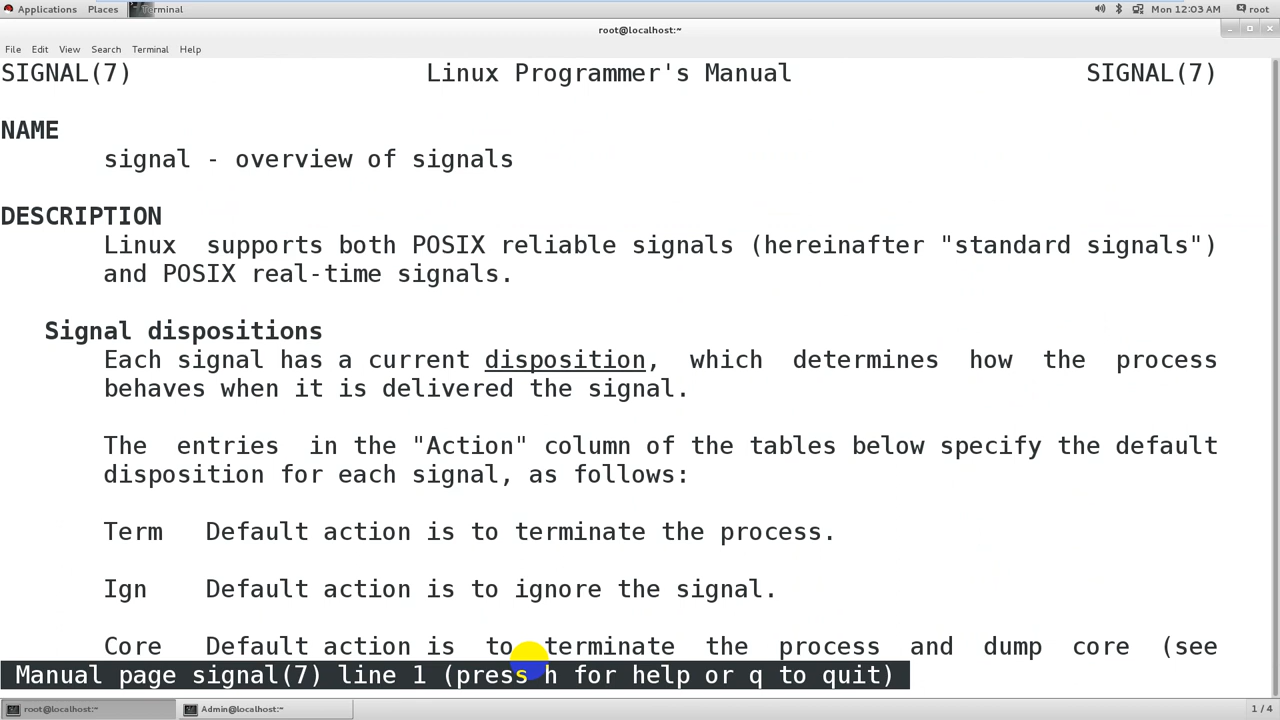 Applications Places Terminal Mon 12:03 AM root
root@localhost:~
File Edit View Search Terminal Help
SIGNAL(7) Linux Programmer's Manual SIGNAL(7)
NAME
signal - overview of signals
DESCRIPTION
Linux supports both POSIX reliable signals (hereinafter "standard signals")
and POSIX real-time signals.
Signal dispositions
Each signal has a current disposition, which determines how the process
behaves when it is delivered the signal.
The entries in the "Action" column of the tables below specify the default
disposition for each signal, as follows:
Term Default action is to terminate the process.
Ign Default action is to ignore the signal.
Core Default action is to terminate the process and dump core (see
Manual page signal(7) line 1 (press h for help or q to quit)
root@localhost:~ Admin@localhost:~ 1 / 4